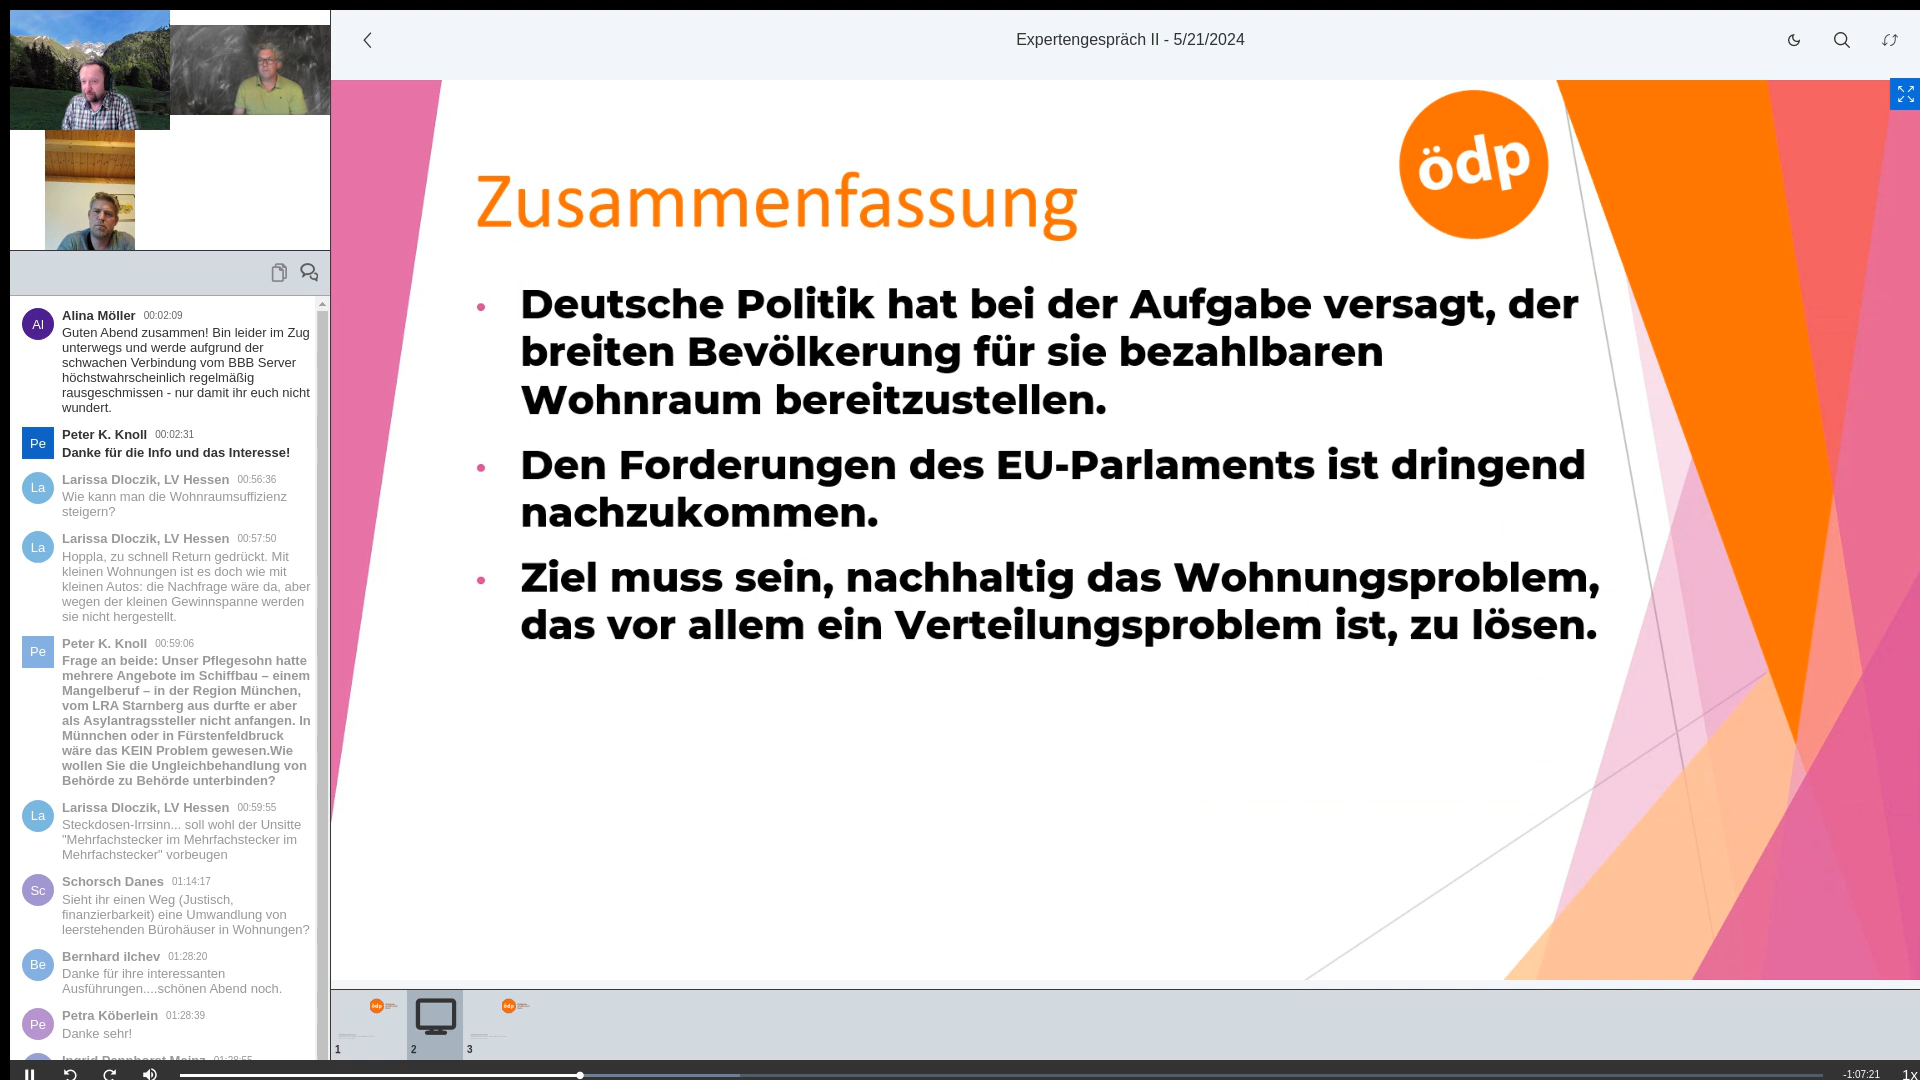 Expertengespräch II - 5/21/2024
Al
Alina Möller 00:02:09
Guten Abend zusammen! Bin leider im Zug
unterwegs und werde aufgrund der
schwachen Verbindung vom BBB Server
höchstwahrscheinlich regelmäßig
rausgeschmissen - nur damit ihr euch nicht
wundert.
Pe
Peter K. Knoll 00:02:31
Danke für die Info und das Interesse!
La
Larissa Dloczik, LV Hessen 00:56:36
Wie kann man die Wohnraumsuffizienz
steigern?
La
Larissa Dloczik, LV Hessen 00:57:50
Hoppla, zu schnell Return gedrückt. Mit
kleinen Wohnungen ist es doch wie mit
kleinen Autos: die Nachfrage wäre da, aber
wegen der kleinen Gewinnspanne werden
sie nicht hergestellt.
Pe
Peter K. Knoll 00:59:06
Frage an beide: Unser Pflegesohn hatte
mehrere Angebote im Schiffbau – einem
Mangelberuf – in der Region München,
vom LRA Starnberg aus durfte er aber
als Asylantragssteller nicht anfangen. In
Münnchen oder in Fürstenfeldbruck
wäre das KEIN Problem gewesen.Wie
wollen Sie die Ungleichbehandlung von
Behörde zu Behörde unterbinden?
La
Larissa Dloczik, LV Hessen 00:59:55
Steckdosen-Irrsinn... soll wohl der Unsitte
"Mehrfachstecker im Mehrfachstecker im
Mehrfachstecker" vorbeugen
Sc
Schorsch Danes 01:14:17
Sieht ihr einen Weg (Justisch,
finanzierbarkeit) eine Umwandlung von
leerstehenden Bürohäuser in Wohnungen?
Be
Bernhard ilchev 01:28:20
Danke für ihre interessanten
Ausführungen....schönen Abend noch.
Pe
Petra Köberlein 01:28:39
Danke sehr!
ödp
Zusammenfassung
• Deutsche Politik hat bei der Aufgabe versagt, der
breiten Bevölkerung für sie bezahlbaren
Wohnraum bereitzustellen.
• Den Forderungen des EU-Parlaments ist dringend
nachzukommen.
• Ziel muss sein, nachhaltig das Wohnungsproblem,
das vor allem ein Verteilungsproblem ist, zu lösen.
ödp
1
2
ödp
3
-1:07:21
1x